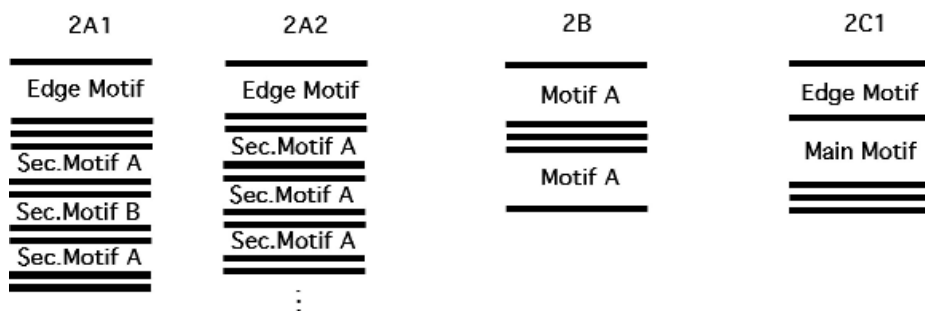 2A1
2A2
2B
2C1
Edge Motif
Sec.Motif A
Sec.Motif B
Sec.Motif A
Edge Motif
Sec.Motif A
Sec.Motif A
Sec.Motif A
⋮
Motif A
Motif A
Edge Motif
Main Motif